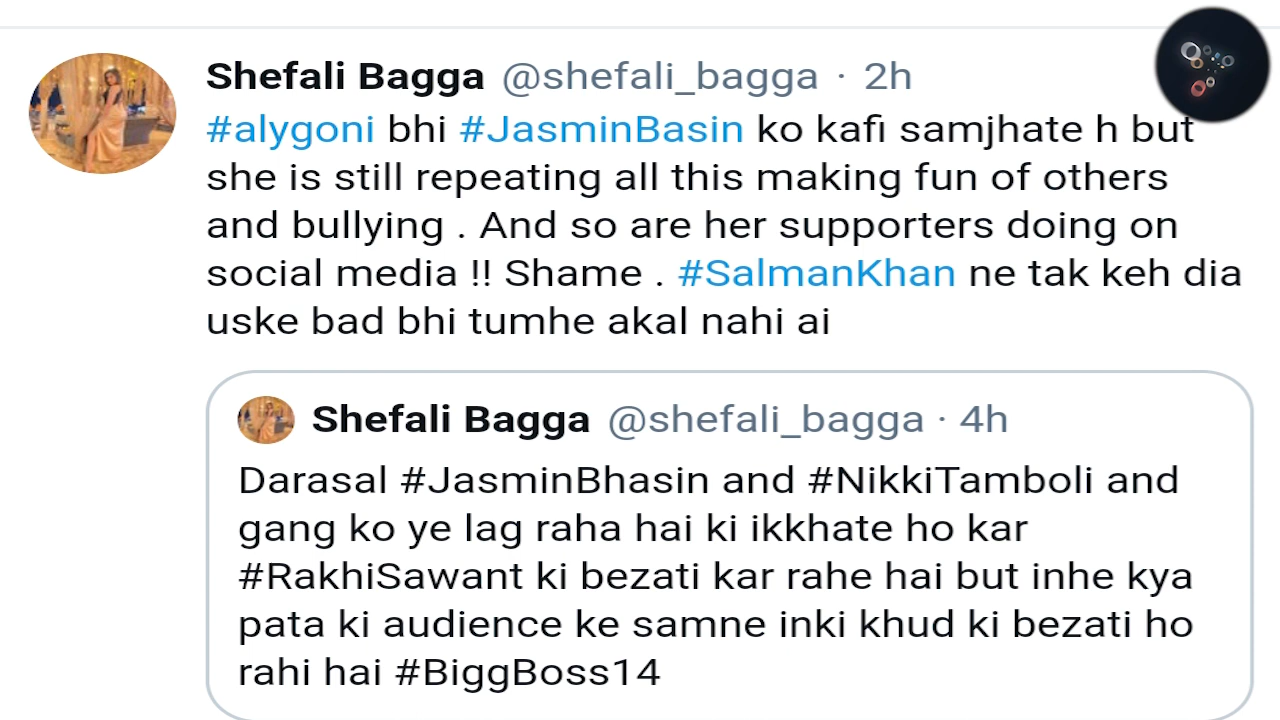 Shefali Bagga @shefali_bagga · 2h
#alygoni bhi #JasminBasin ko kafi samjhate h but
she is still repeating all this making fun of others
and bullying . And so are her supporters doing on
social media !! Shame . #SalmanKhan ne tak keh dia
uske bad bhi tumhe akal nahi ai
Shefali Bagga @shefali_bagga · 4h
Darasal #JasminBhasin and #NikkiTamboli and
gang ko ye lag raha hai ki ikkhate ho kar
#RakhiSawant ki bezati kar rahe hai but inhe kya
pata ki audience ke samne inki khud ki bezati ho
rahi hai #BiggBoss14